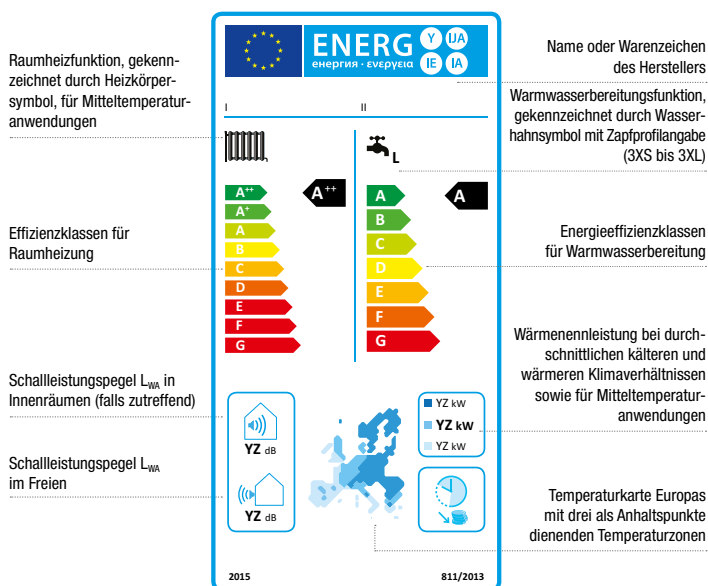 Raumheizfunktion, gekenn-
zeichnet durch Heizkörper-
symbol, für Mitteltemperatur-
anwendungen
Effizienzklassen für
Raumheizung
Schallleistungspegel LWA in
Innenräumen (falls zutreffend)
Schallleistungspegel LWA
im Freien
ENERG Y IJA
енергия · ενεργεια IE IA
I II
L
A++ A++
A+
A
B
C
D
E
F
G
A A
B
C
D
E
F
G
YZ dB
YZ dB
YZ kW
YZ kW
YZ kW
2015 811/2013
Name oder Warenzeichen
des Herstellers
Warmwasserbereitungsfunktion,
gekennzeichnet durch Wasser-
hahnsymbol mit Zapfprofilangabe
(3XS bis 3XL)
Energieeffizienzklassen
für Warmwasserbereitung
Wärmenennleistung bei durch-
schnittlichen kälteren und
wärmeren Klimaverhältnissen
sowie für Mitteltemperatur-
anwendungen
Temperaturkarte Europas
mit drei als Anhaltspunkte
dienenden Temperaturzonen